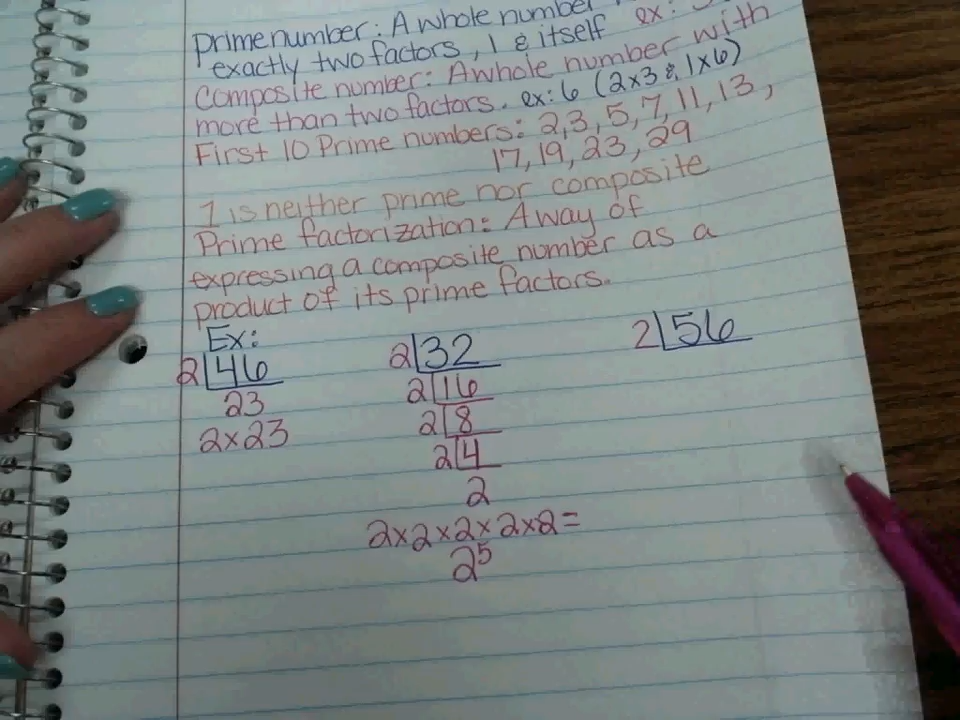 prime number: A whole number
exactly two factors, 1 & itself ex:
Composite number: A whole number with
more than two factors. ex: 6 (2x3 & 1x6)
First 10 Prime numbers: 2,3,5,7,11,13,
17,19,23,29
1 is neither prime nor composite
Prime factorization: A way of
expressing a composite number as a
product of its prime factors.
Ex:
2 46
23
2x23
2 32
2 16
2 8
2 4
2
2x2x2x2x2=
2⁵
2 56